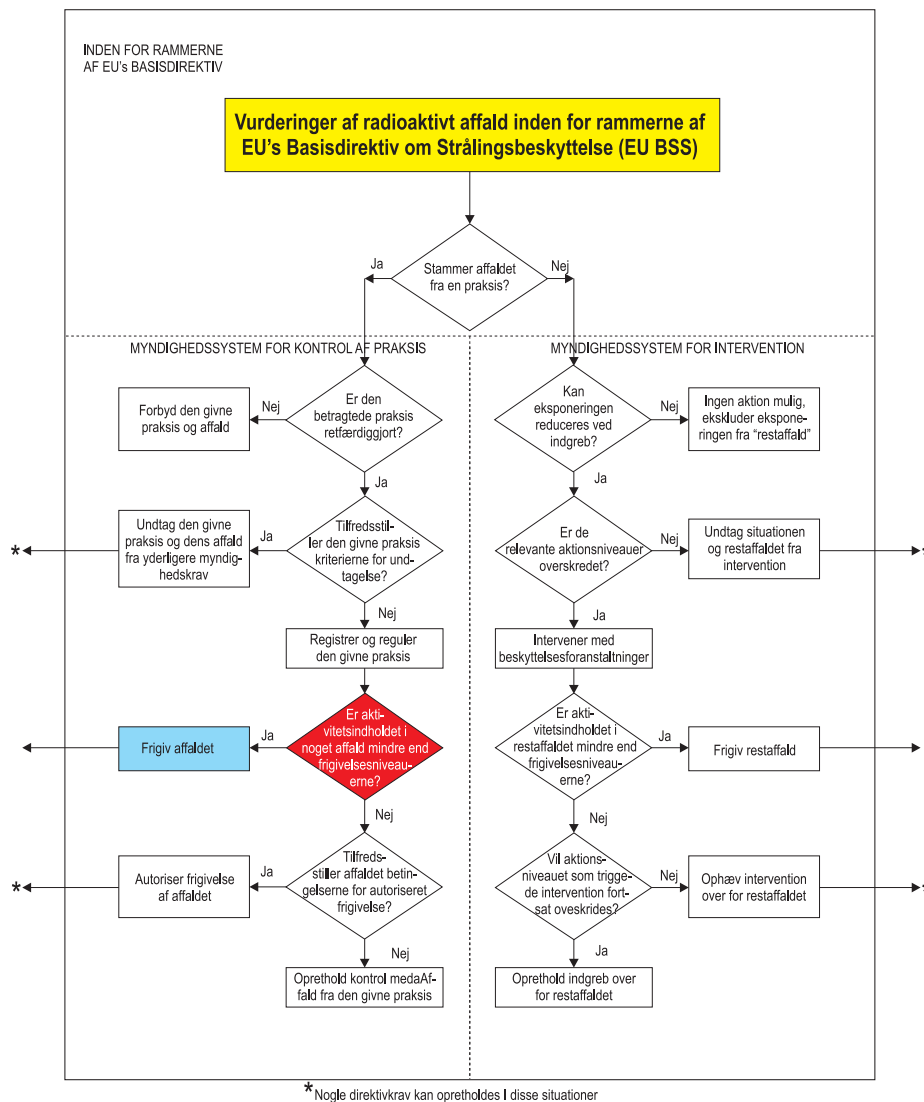 INDEN FOR RAMMERNE
AF EU's BASISDIREKTIV
Vurderinger af radioaktivt affald inden for rammerne af
EU's Basisdirektiv om Strålingsbeskyttelse (EU BSS)
Ja
Nej
Stammer affaldet
fra en praksis?
MYNDIGHEDSSYSTEM FOR KONTROL AF PRAKSIS
Forbyd den givne
praksis og affald
Nej
Er den
betragtede praksis
retfærdiggjort?
Ja
*
Undtag den givne
praksis og dens affald
fra yderligere myndig-
hedskrav
Ja
Tilfredsstil-
ler den givne praksis
kriterierne for und-
tagelse?
Nej
Registrer og reguler
den givne praksis
Frigiv affaldet
Ja
Er akti-
vitetsindholdet i
noget affald mindre end
frigivelsesniveau-
erne?
Nej
*
Autoriser frigivelse
af affaldet
Ja
Tilfreds-
stiller affaldet betin-
gelserne for autoriseret
frigivelse?
Nej
Oprethold kontrol medaAf-
fald fra den givne praksis
MYNDIGHEDSSYSTEM FOR INTERVENTION
Kan
eksponeringen
reduceres ved
indgreb?
Nej
Ingen aktion mulig,
ekskluder ekspone-
ringen fra “restaffald”
Ja
Er de
relevante aktionsniveauer
overskredet?
Nej
Undtag situationen
og restaffaldet fra
intervention
*
Ja
Intervener med
beskyttelsesforanstaltninger
Er akti-
vitetsindholdet i
restaffaldet mindre end
frigivelsesniveau-
erne?
Ja
Frigiv restaffald
Nej
Vil aktions-
niveauet som trigge-
de intervention fort-
sat oveskrides?
Nej
Ophæv intervention
over for restaffaldet
*
Ja
Oprethold indgreb over
for restaffaldet
*Nogle direktivkrav kan opretholdes I disse situationer